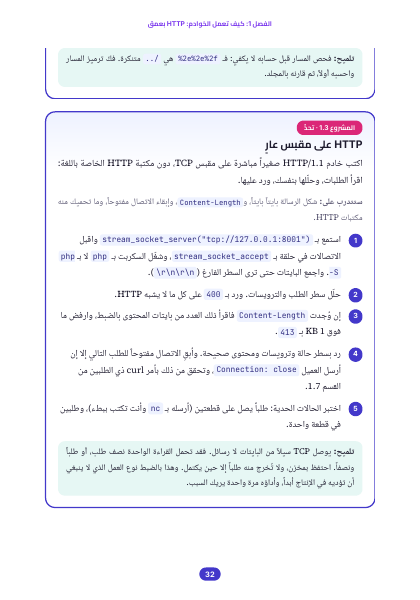 الفصل 1: كيف تعمل الخوادم: HTTP بعمق
تلميح: فحص المسار قبل حسابه لا يكفي: فـ %2e%2e%2f هي ../ متنكرة. فكّ ترميز المسار
واحسبه أولاً، ثم قارنه بالمجلد.
المشروع 1.3 · تحدٍّ
HTTP على مقبس عارٍ
اكتب خادم HTTP/1.1 صغيراً مباشرة على مقبس TCP، دون مكتبة HTTP الخاصة باللغة:
اقرأ الطلبات، وحلّلها بنفسك، ورد عليها.
ستتدرب على: شكل الرسالة بايتاً بايتاً، و Content-Length، وإبقاء الاتصال مفتوحاً، وما تحميك منه
مكتبات HTTP.
1 استمع بـ stream_socket_server("tcp://127.0.0.1:8001") واقبل
الاتصالات في حلقة بـ stream_socket_accept، وشغّل السكربت بـ php لا بـ php
-S. واجمع البايتات حتى ترى السطر الفارغ (\r\n\r\n).
2 حلّل سطر الطلب والترويسات. ورد بـ 400 على كل ما لا يشبه HTTP.
3 إن وُجدت Content-Length فاقرأ ذلك العدد من بايتات المحتوى بالضبط، وارفض ما
فوق 1 KB بـ 413.
4 رد بسطر حالة وترويسات ومحتوى صحيحة. وأبقِ الاتصال مفتوحاً للطلب التالي إلا إن
أرسل العميل Connection: close، وتحقق من ذلك بأمر curl ذي الطلبين من
القسم 1.7.
5 اختبر الحالات الحدية: طلباً يصل على قطعتين (أرسله بـ nc وأنت تكتب ببطء)، وطلبين
في قطعة واحدة.
تلميح: يوصل TCP سيلاً من البايتات لا رسائل. فقد تحمل القراءة الواحدة نصف طلب، أو طلباً
ونصفاً. احتفظ بمخزن، ولا تُخرج منه طلباً إلا حين يكتمل. وهذا بالضبط نوع العمل الذي لا ينبغي
أن تؤديه في الإنتاج أبداً، وأداؤه مرة واحدة يريك السبب.
32